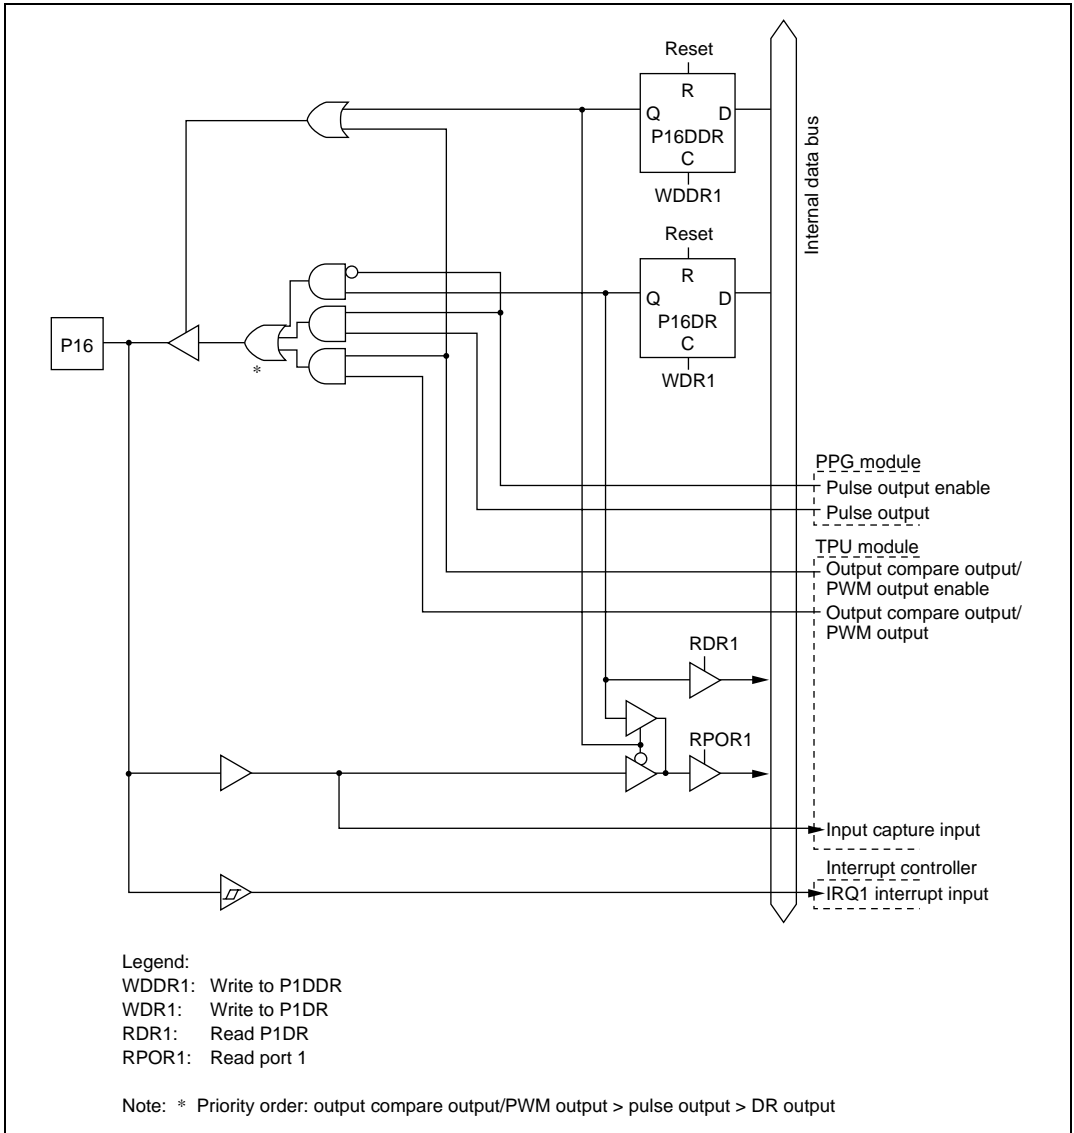 Reset
R
Q D
P16DDR
C
WDDR1
Internal data bus
Reset
R
Q D
P16DR
C
WDR1
P16
*
PPG module
Pulse output enable
Pulse output
TPU module
Output compare output/
PWM output enable
Output compare output/
PWM output
RDR1
RPOR1
Input capture input
Interrupt controller
IRQ1 interrupt input
Legend:
WDDR1: Write to P1DDR
WDR1: Write to P1DR
RDR1: Read P1DR
RPOR1: Read port 1
Note: * Priority order: output compare output/PWM output > pulse output > DR output